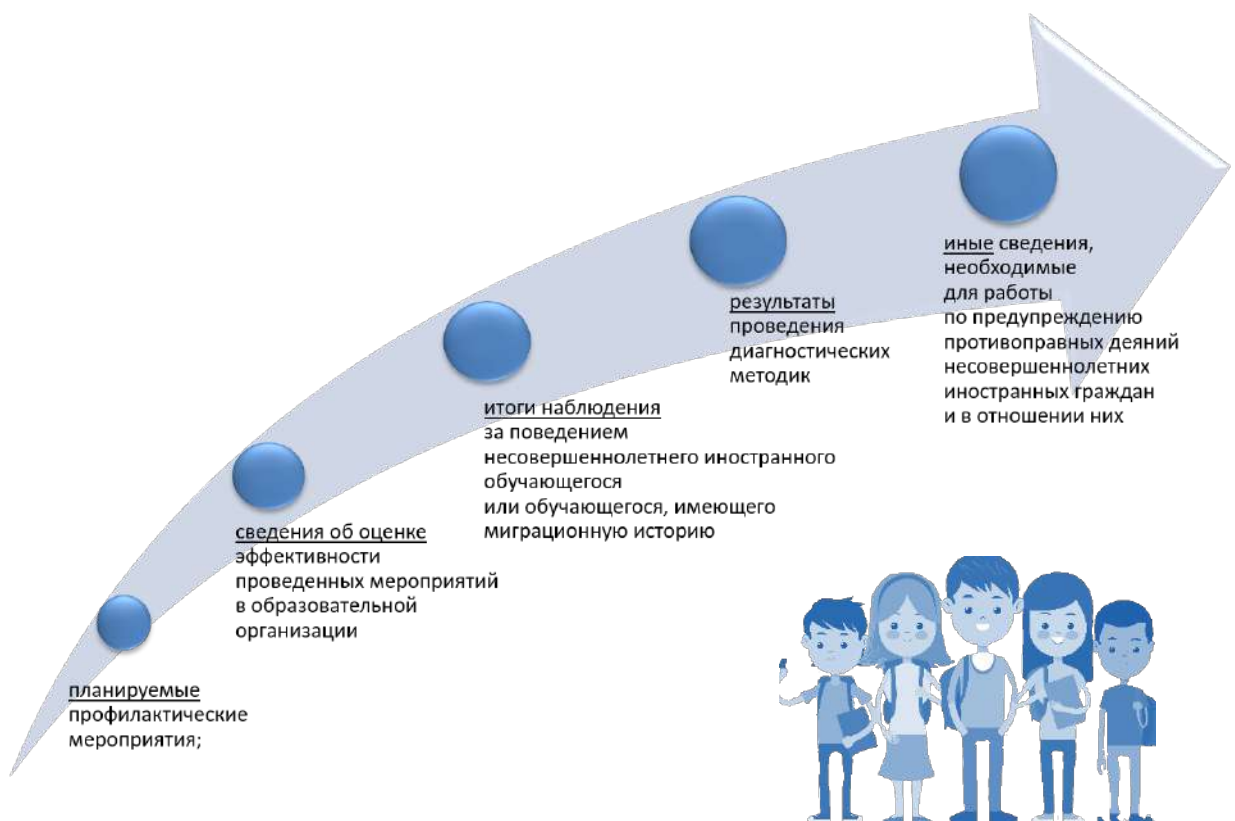 планируемые
профилактические
мероприятия;
сведения об оценке
эффективности
проведенных мероприятий
в образовательной
организации
итоги наблюдения
за поведением
несовершеннолетнего иностранного
обучающегося
или обучающегося, имеющего
миграционную историю
результаты
проведения
диагностических
методик
иные сведения,
необходимые
для работы
по предупреждению
противоправных деяний
несовершеннолетних
иностранных граждан
и в отношении них